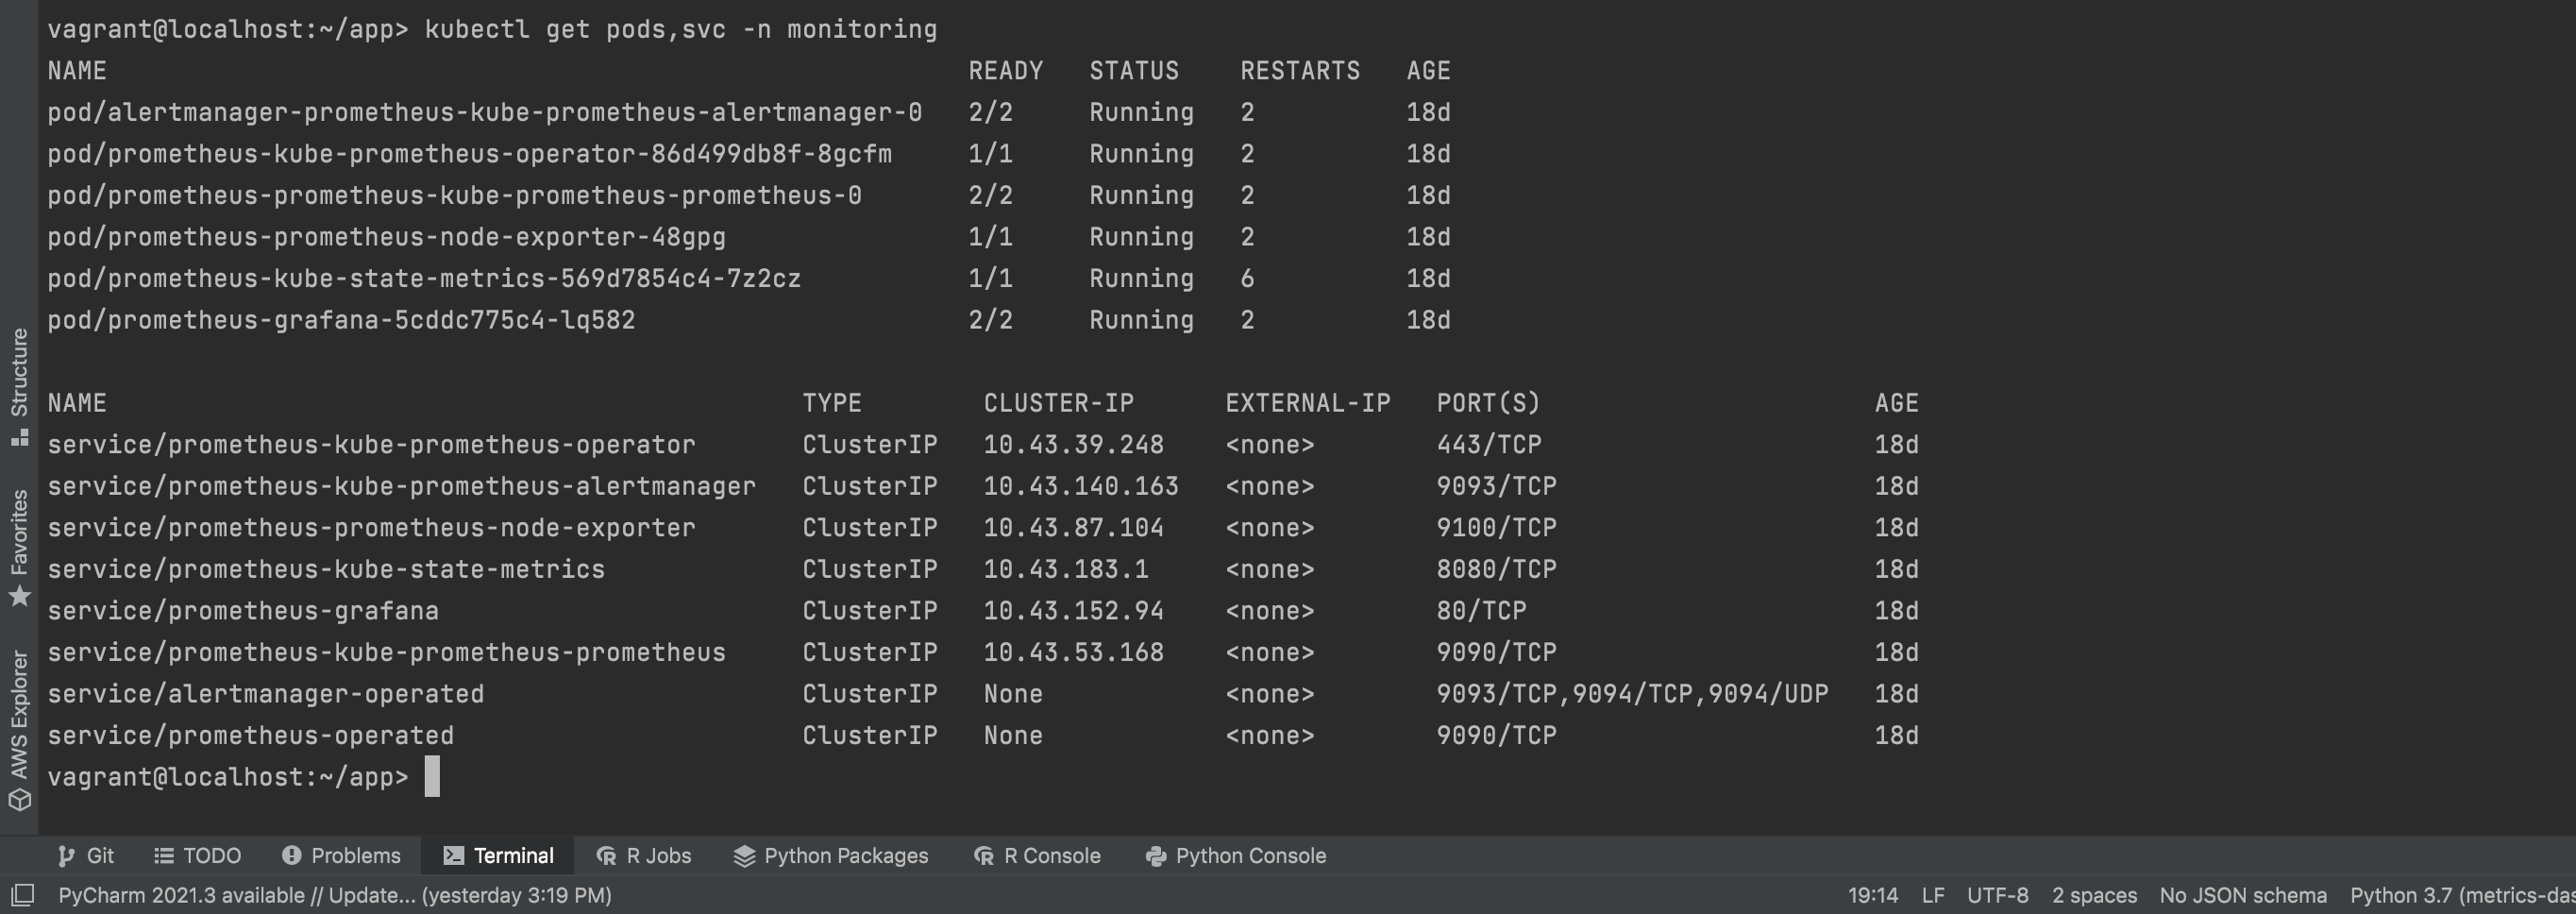 vagrant@localhost:~/app> kubectl get pods,svc -n monitoring
NAME READY STATUS RESTARTS AGE
pod/alertmanager-prometheus-kube-prometheus-alertmanager-0 2/2 Running 2 18d
pod/prometheus-kube-prometheus-operator-86d499db8f-8gcfm 1/1 Running 2 18d
pod/prometheus-prometheus-kube-prometheus-prometheus-0 2/2 Running 2 18d
pod/prometheus-prometheus-node-exporter-48gpg 1/1 Running 2 18d
pod/prometheus-kube-state-metrics-569d7854c4-7z2cz 1/1 Running 6 18d
pod/prometheus-grafana-5cddc775c4-lq582 2/2 Running 2 18d
NAME TYPE CLUSTER-IP EXTERNAL-IP PORT(S) AGE
service/prometheus-kube-prometheus-operator ClusterIP 10.43.39.248 <none> 443/TCP 18d
service/prometheus-kube-prometheus-alertmanager ClusterIP 10.43.140.163 <none> 9093/TCP 18d
service/prometheus-prometheus-node-exporter ClusterIP 10.43.87.104 <none> 9100/TCP 18d
service/prometheus-kube-state-metrics ClusterIP 10.43.183.1 <none> 8080/TCP 18d
service/prometheus-grafana ClusterIP 10.43.152.94 <none> 80/TCP 18d
service/prometheus-kube-prometheus-prometheus ClusterIP 10.43.53.168 <none> 9090/TCP 18d
service/alertmanager-operated ClusterIP None <none> 9093/TCP,9094/TCP,9094/UDP 18d
service/prometheus-operated ClusterIP None <none> 9090/TCP 18d
vagrant@localhost:~/app>
Structure
Favorites
AWS Explorer
Git TODO Problems Terminal R Jobs Python Packages R Console Python Console
PyCharm 2021.3 available // Update... (yesterday 3:19 PM) 19:14 LF UTF-8 2 spaces No JSON schema Python 3.7 (metrics-das